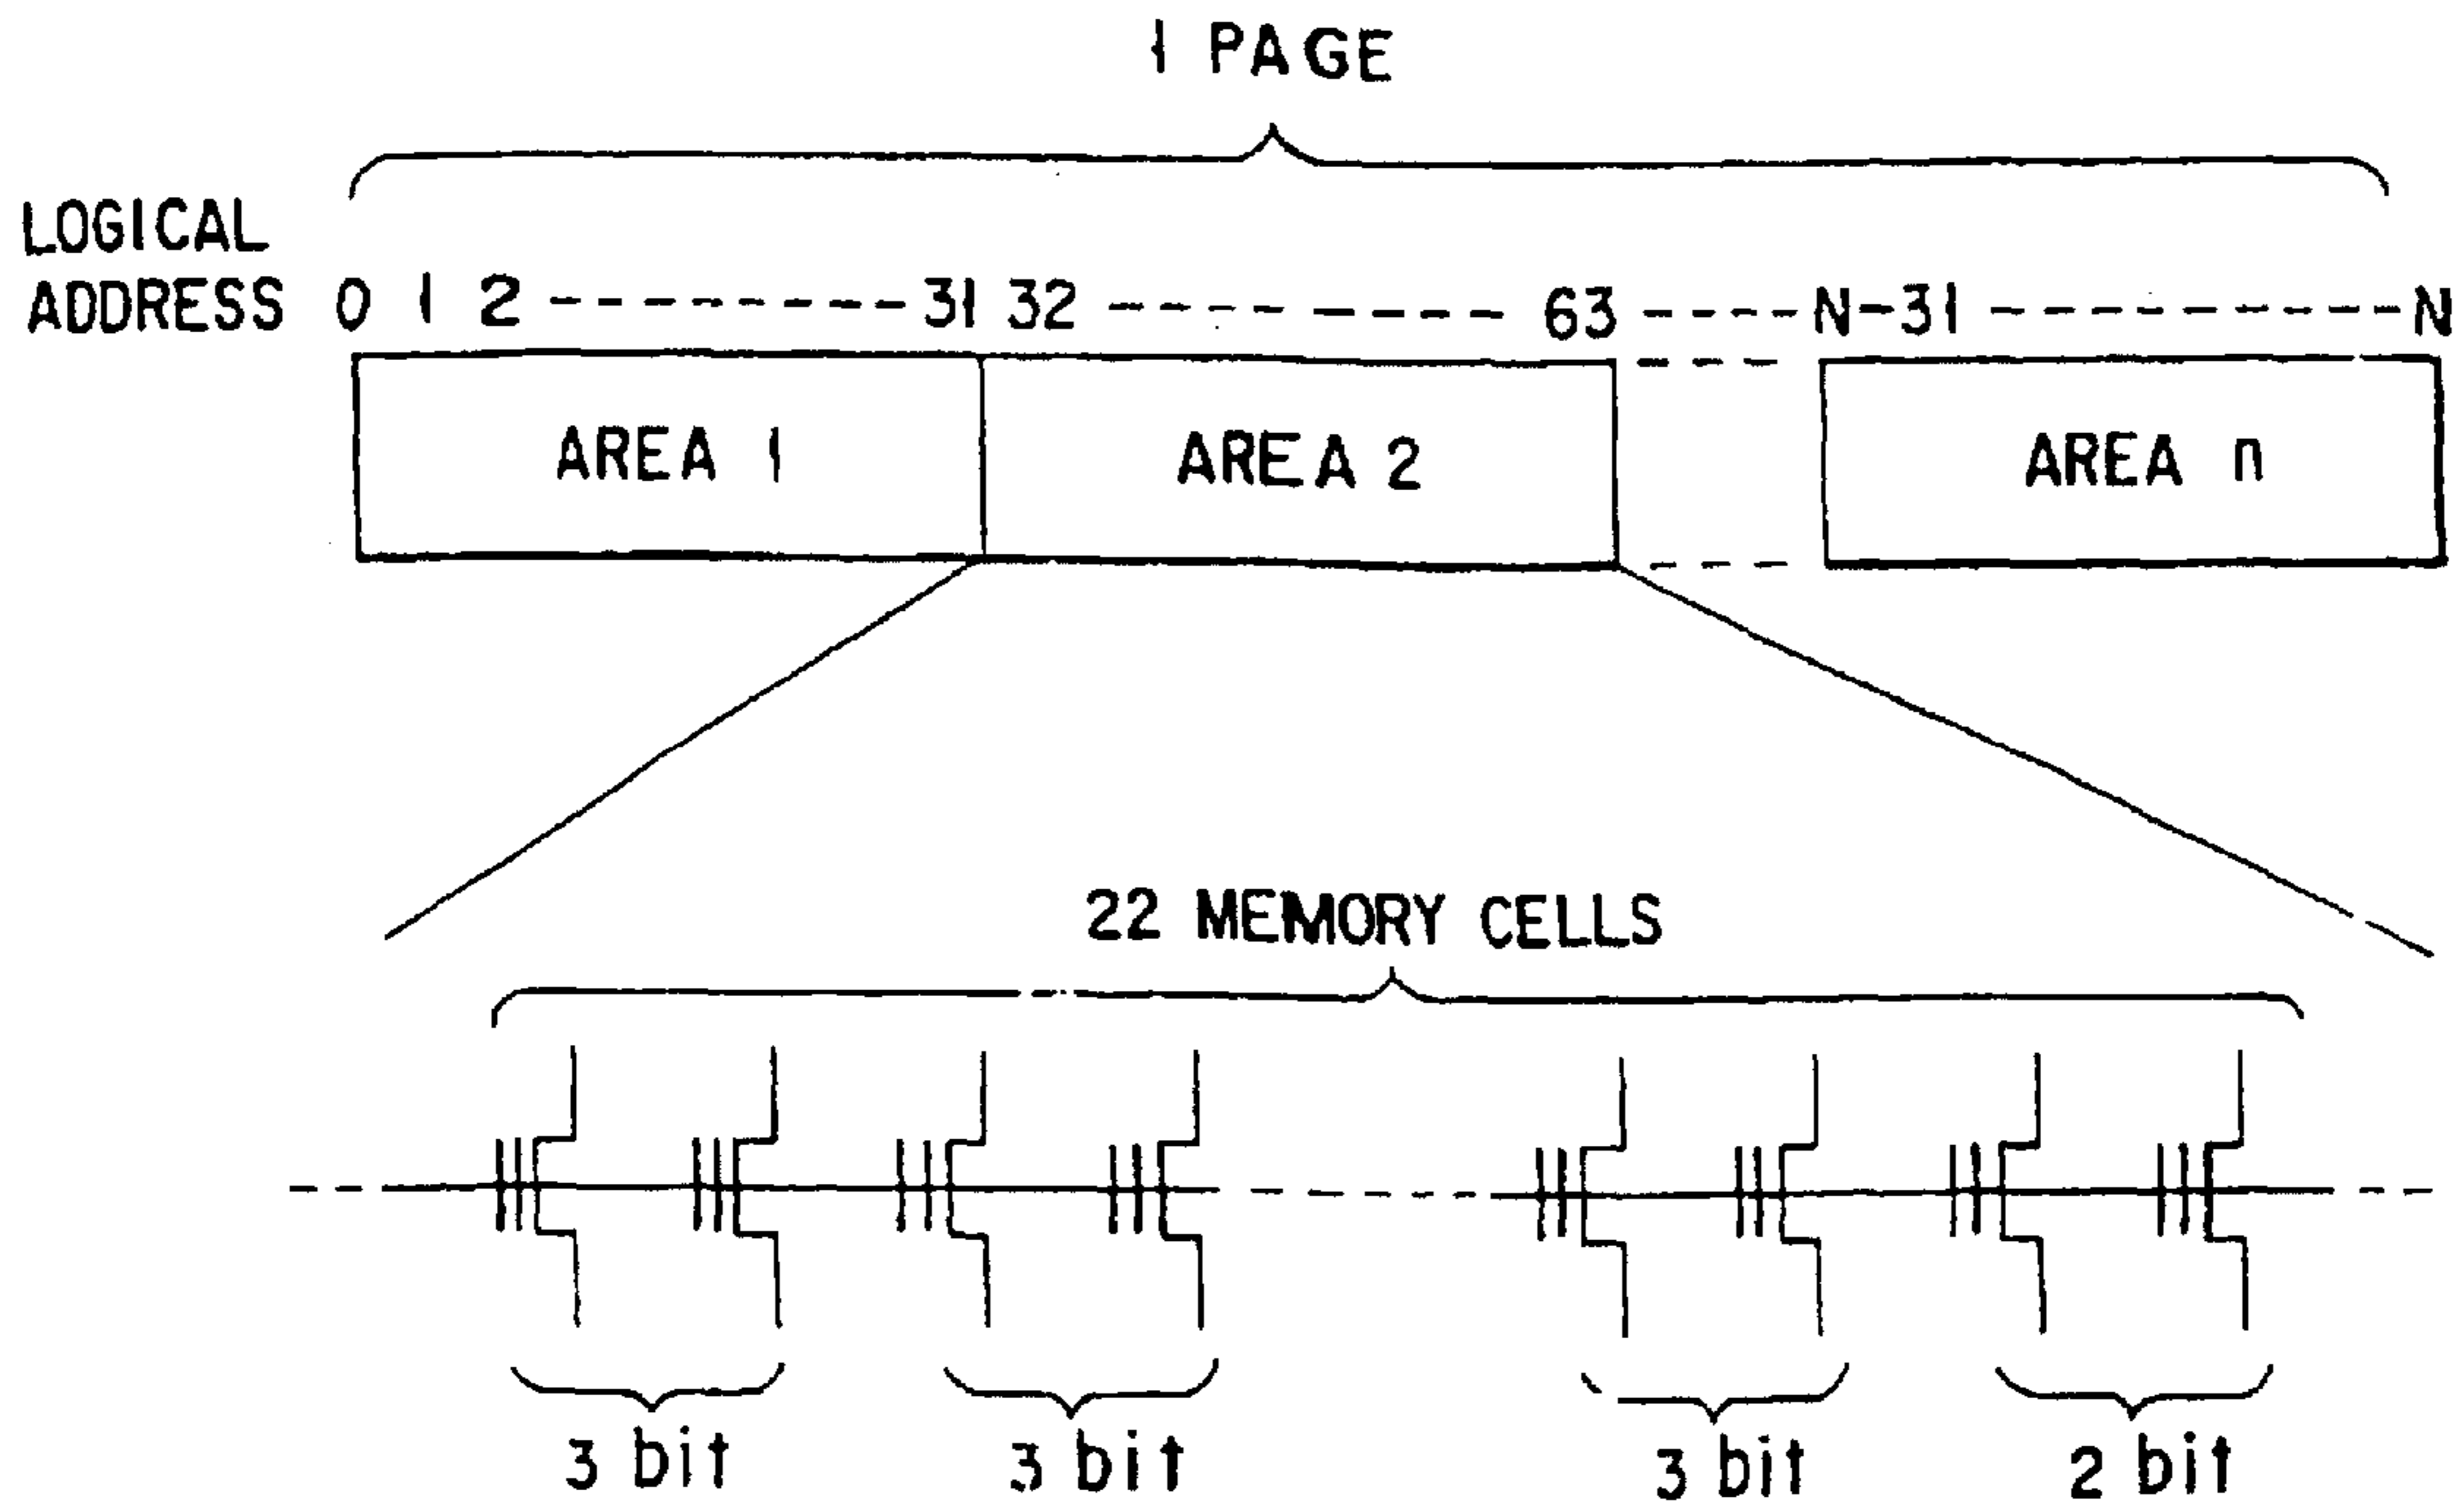 1 PAGE
LOGICAL
ADDRESS 0 1 2 --------- 31 32 --------- 63 ---- N-31 ---------- N
AREA 1 AREA 2 AREA n
22 MEMORY CELLS
3 bit 3 bit 3 bit 2 bit